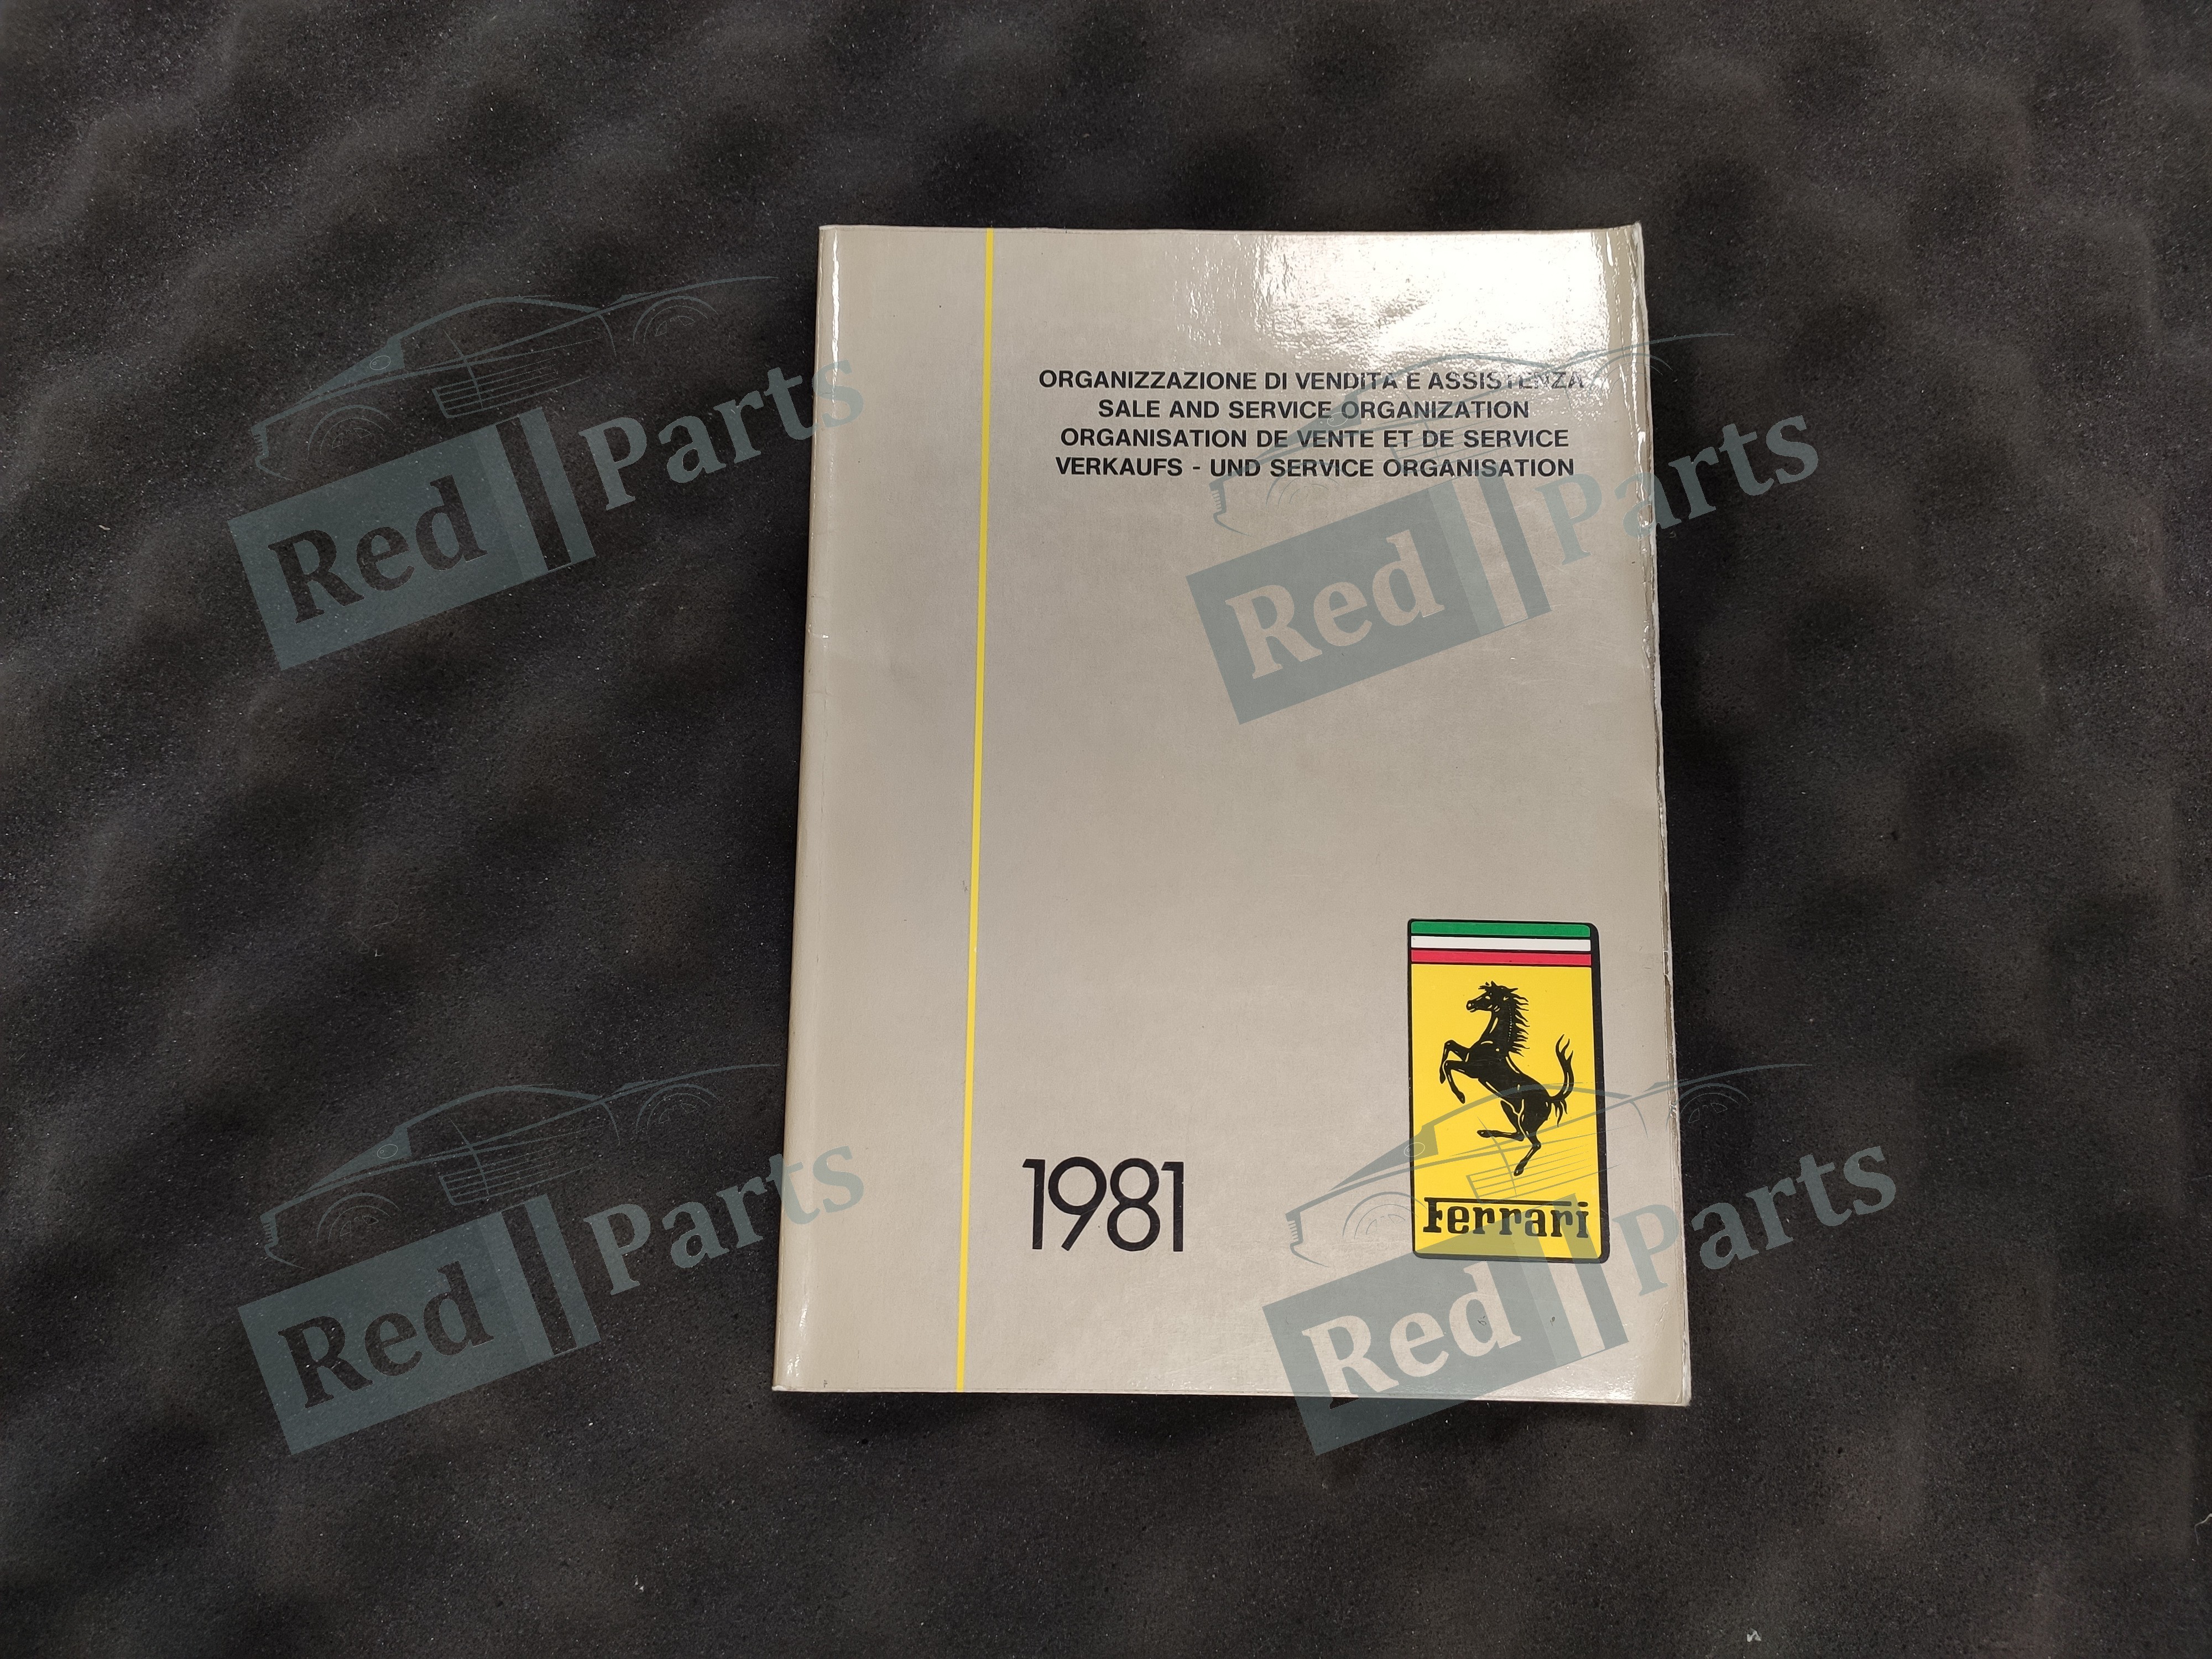 ORGANIZZAZIONE DI VENDITA E ASSISTENZA
SALE AND SERVICE ORGANIZATION
ORGANISATION DE VENTE ET DE SERVICE
VERKAUFS - UND SERVICE ORGANISATION
1981
Ferrari
Red Parts
Red Parts
Red Parts
Red Parts